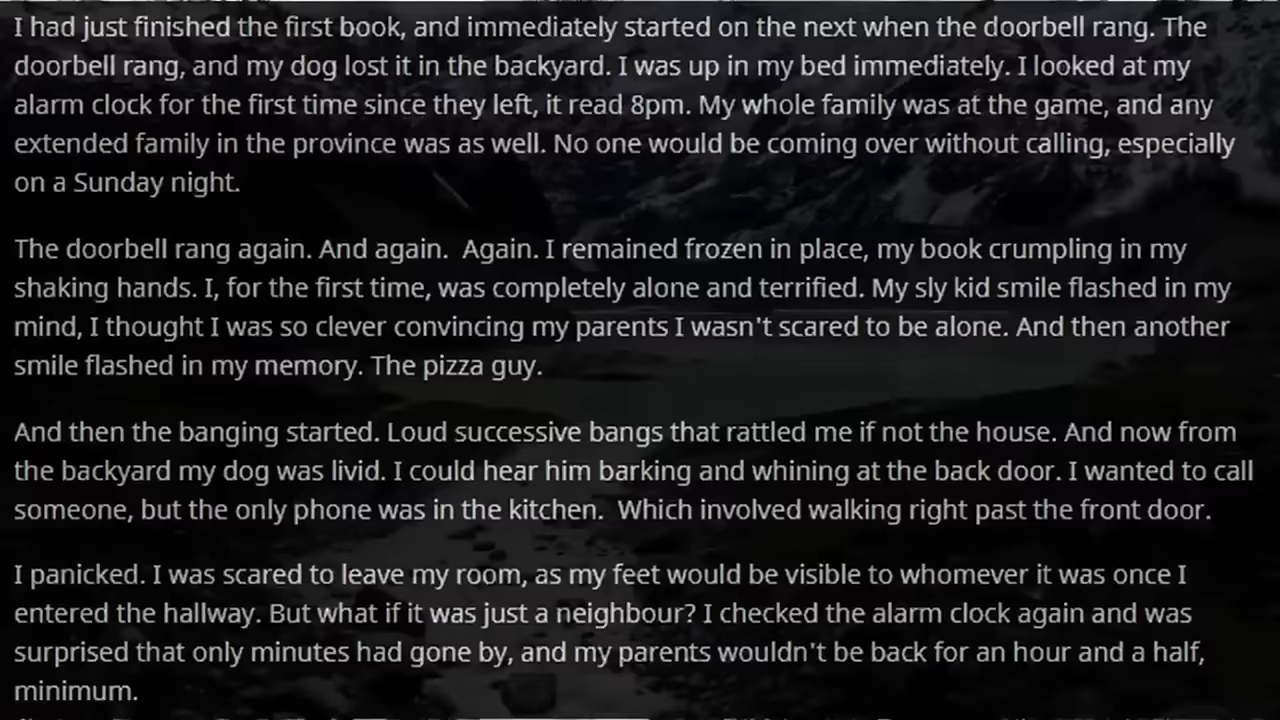 I had just finished the first book, and immediately started on the next when the doorbell rang. The
doorbell rang, and my dog lost it in the backyard. I was up in my bed immediately. I looked at my
alarm clock for the first time since they left, it read 8pm. My whole family was at the game, and any
extended family in the province was as well. No one would be coming over without calling, especially
on a Sunday night.
The doorbell rang again. And again.  Again. I remained frozen in place, my book crumpling in my
shaking hands. I, for the first time, was completely alone and terrified. My sly kid smile flashed in my
mind, I thought I was so clever convincing my parents I wasn't scared to be alone. And then another
smile flashed in my memory. The pizza guy.
And then the banging started. Loud successive bangs that rattled me if not the house. And now from
the backyard my dog was livid. I could hear him barking and whining at the back door. I wanted to call
someone, but the only phone was in the kitchen.  Which involved walking right past the front door.
I panicked. I was scared to leave my room, as my feet would be visible to whomever it was once I
entered the hallway. But what if it was just a neighbour? I checked the alarm clock again and was
surprised that only minutes had gone by, and my parents wouldn't be back for an hour and a half,
minimum.